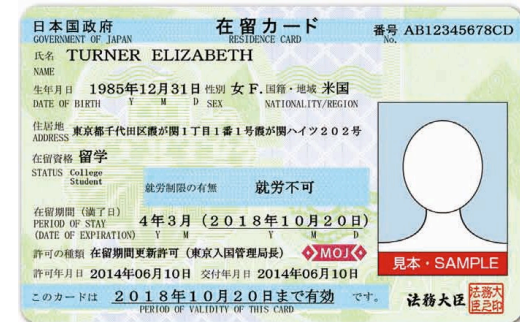 日本国政府 在留カード 番号 AB12345678CD
GOVERNMENT OF JAPAN RESIDENCE CARD No.
氏名 TURNER ELIZABETH
NAME
生年月日 1985年12月31日 性別 女 F. 国籍・地域 米国
DATE OF BIRTH Y M D SEX NATIONALITY/REGION
住居地 東京都千代田区霞が関1丁目1番1号霞が関ハイツ202号
ADDRESS
在留資格 留学
STATUS College
Student
就労制限の有無 就労不可
在留期間(満了日) 4年3月(2018年10月20日)
PERIOD OF STAY
(DATE OF EXPIRATION) Y M Y M D
許可の種類 在留期間更新許可(東京入国管理局長) MOJ
見本・SAMPLE
許可年月日 2014年06月10日 交付年月日 2014年06月10日
このカードは 2018年10月20日まで有効 です。 法務大臣 法務大臣之印
PERIOD OF VALIDITY OF THIS CARD